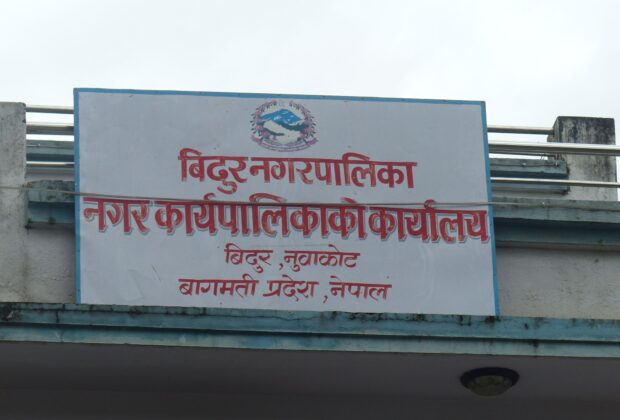 बिदुर नगरपालिका
नगर कार्यपालिकाको कार्यालय
बिदुर ,नुवाकोट
बागमती प्रदेश ,नेपाल